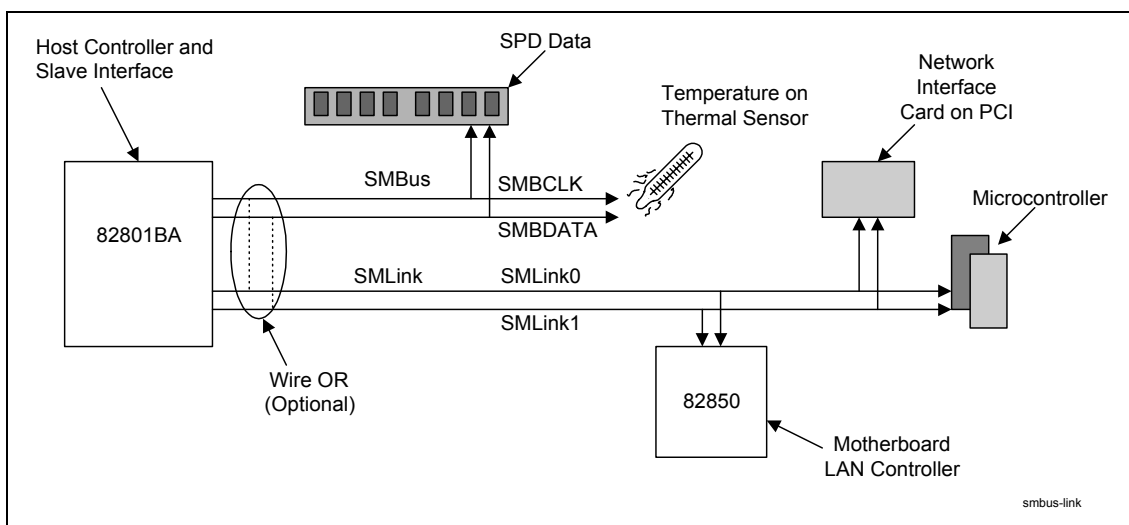 Host Controller and
Slave Interface
SPD Data
Temperature on
Thermal Sensor
Network
Interface
Card on PCI
Microcontroller
SMBus
SMBCLK
SMBDATA
82801BA
SMLink
SMLink0
SMLink1
Wire OR
(Optional)
82850
Motherboard
LAN Controller
smbus-link